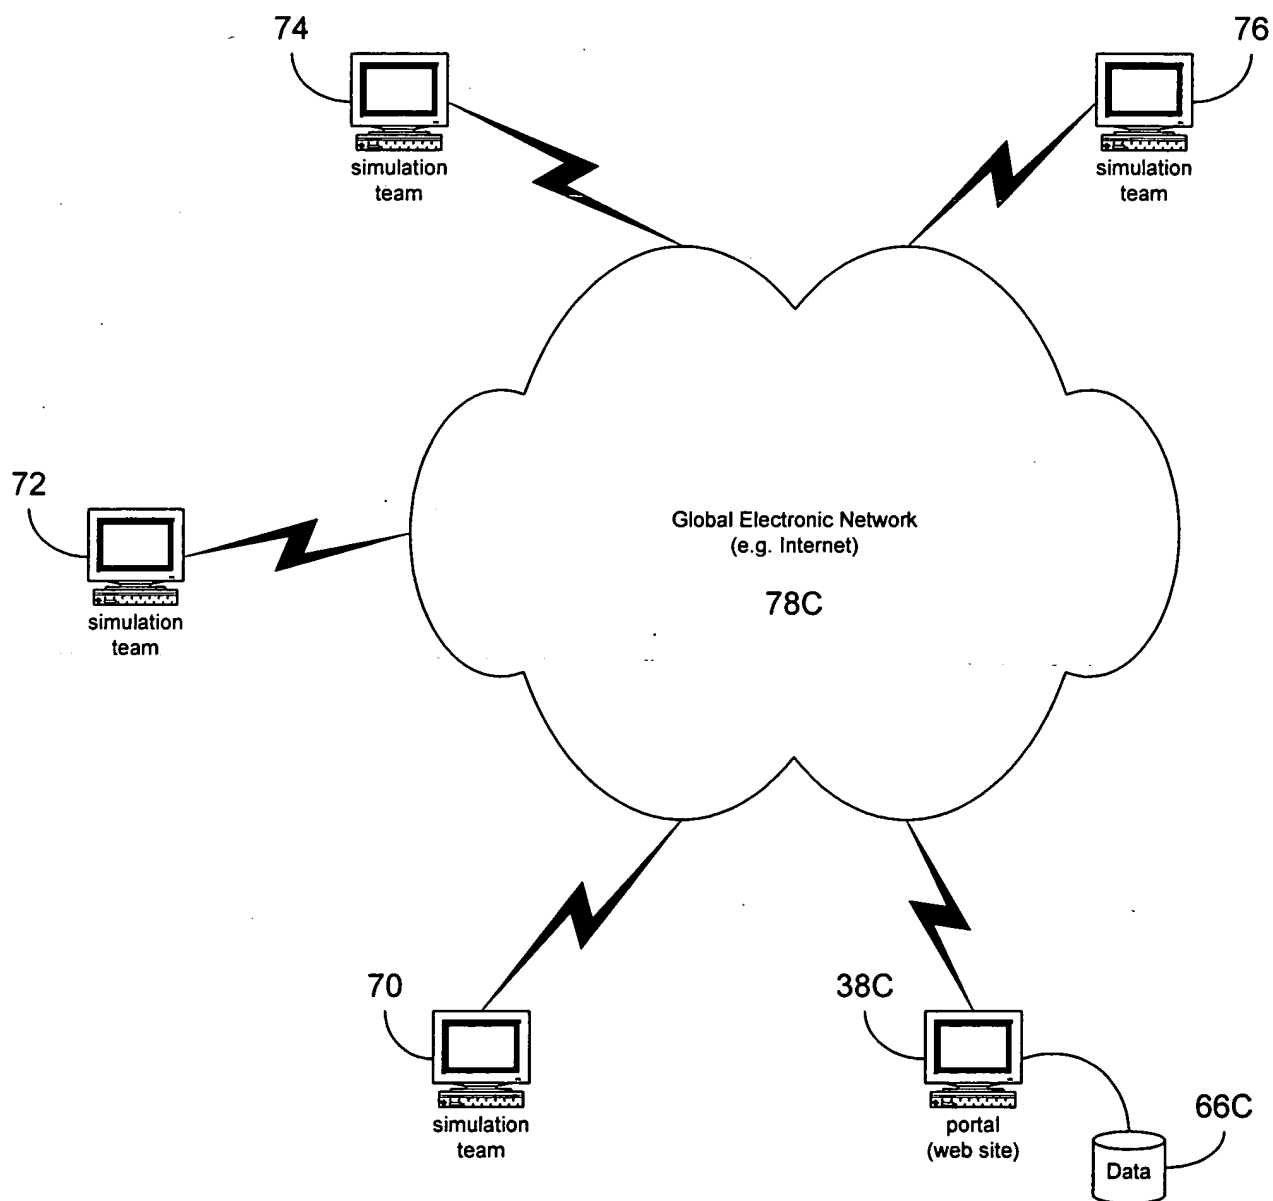 74
76
simulation
team
simulation
team
72
Global Electronic Network
(e.g. Internet)
78C
simulation
team
70
38C
simulation
team
portal
(web site)
66C
Data